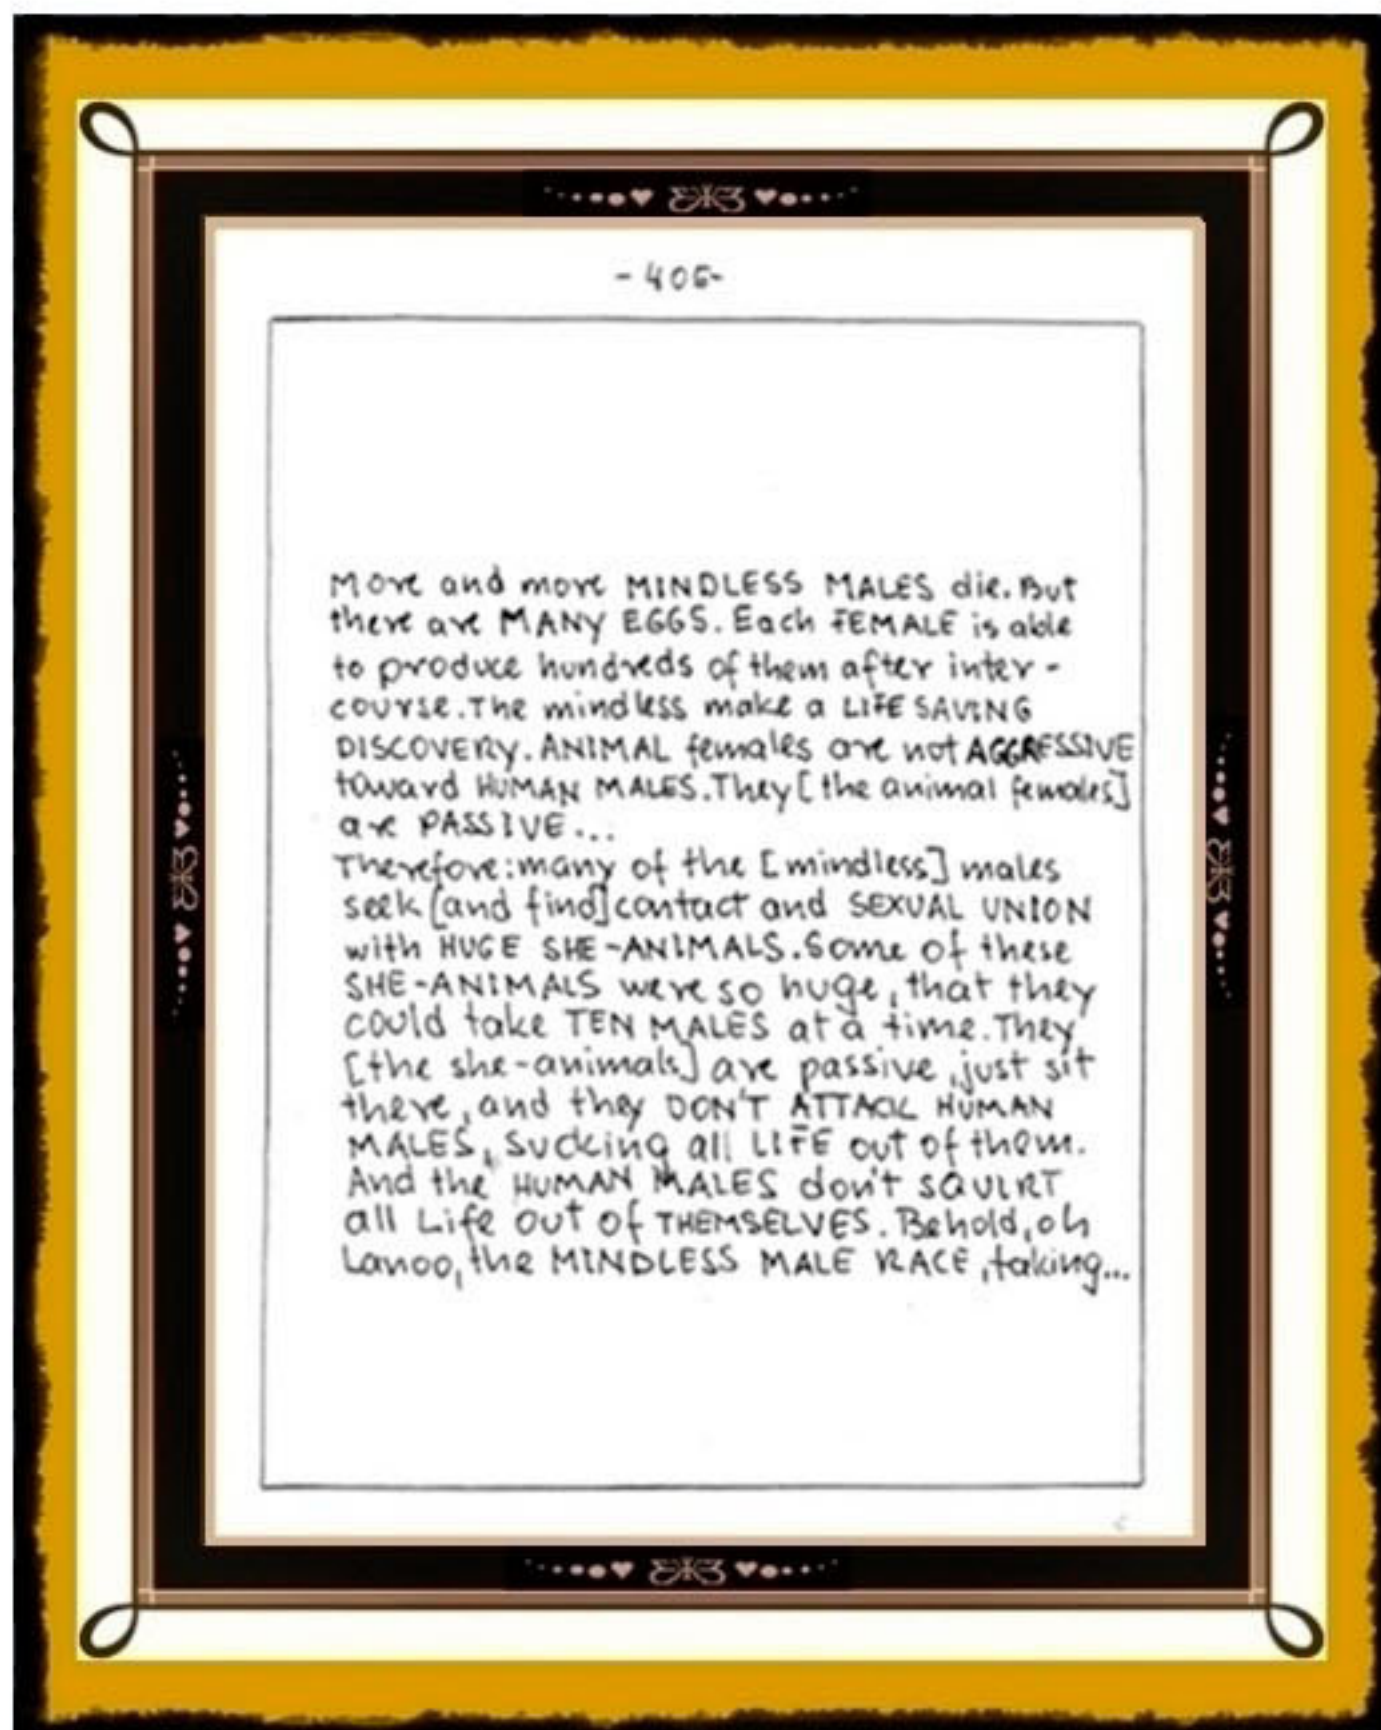 - 406-
More and more MINDLESS MALES die. But
there are MANY EGGS. Each FEMALE is able
to produce hundreds of them after inter-
course. The mindless make a LIFE SAVING
DISCOVERY. ANIMAL females are not AGGRESSIVE
toward HUMAN MALES. They [the animal females]
are PASSIVE...
Therefore: many of the [mindless] males
seek [and find] contact and SEXUAL UNION
with HUGE SHE-ANIMALS. Some of these
SHE-ANIMALS were so huge, that they
could take TEN MALES at a time. They
[the she-animals] are passive, just sit
there, and they DON'T ATTACK HUMAN
MALES, sucking all LIFE out of them.
And the HUMAN MALES don't SQUIRT
all Life out of THEMSELVES. Behold, oh
Lanoo, the MINDLESS MALE RACE, taking...